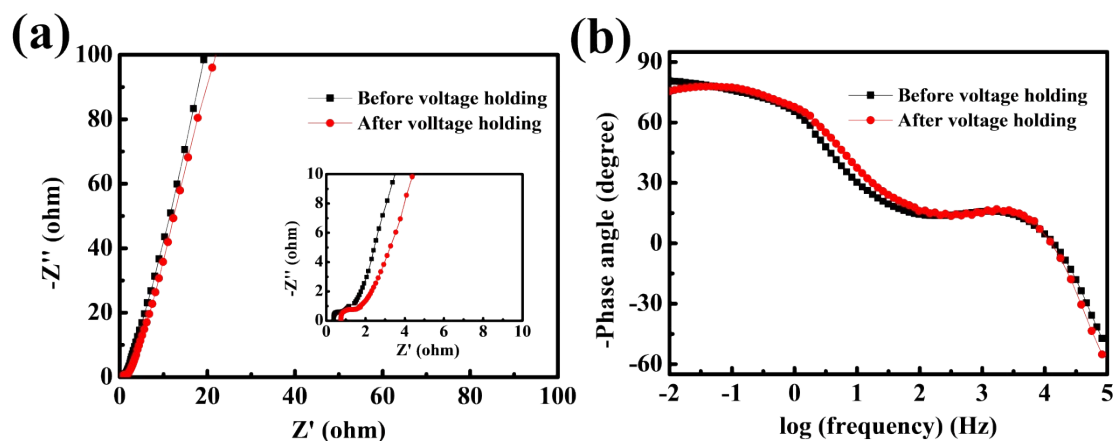 (a)
100
80
60
40
20
0
-Z'' (ohm)
Before voltage holding
After volltage holding
10
8
6
4
2
0
-Z'' (ohm)
0 2 4 6 8 10
Z' (ohm)
0 20 40 60 80 100
Z' (ohm)
(b)
90
60
30
0
-30
-60
-Phase angle (degree)
Before voltage holding
After voltage holding
-2 -1 0 1 2 3 4 5
log (frequency) (Hz)